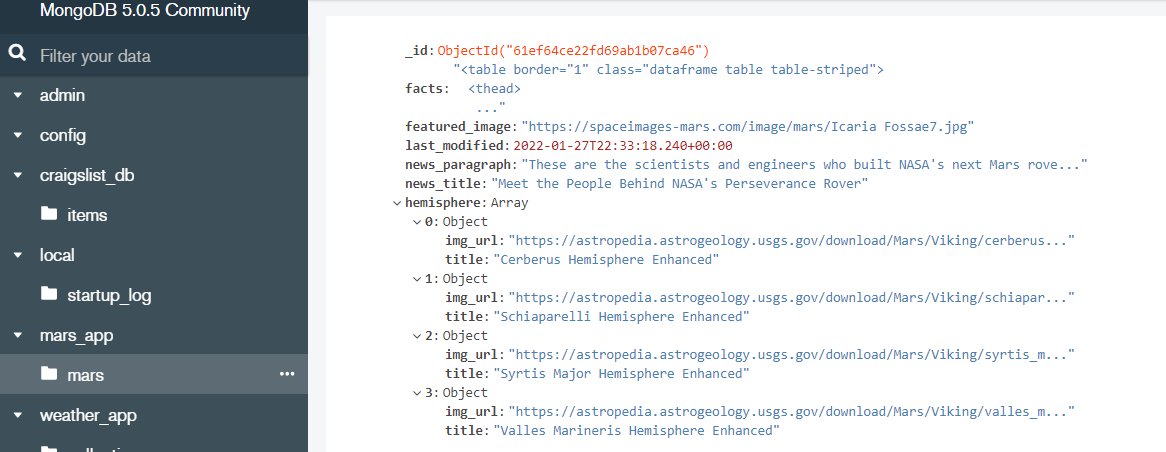 MongoDB 5.0.5 Community
Filter your data
admin
config
craigslist_db
items
local
startup_log
mars_app
mars
•••
weather_app
_id: ObjectId("61ef64ce22fd69ab1b07ca46")
"<table border="1" class="dataframe table table-striped">
facts: <thead>
..."
featured_image: "https://spaceimages-mars.com/image/mars/Icaria Fossae7.jpg"
last_modified: 2022-01-27T22:33:18.240+00:00
news_paragraph: "These are the scientists and engineers who built NASA's next Mars rove..."
news_title: "Meet the People Behind NASA's Perseverance Rover"
hemisphere: Array
0: Object
img_url: "https://astropedia.astrogeology.usgs.gov/download/Mars/Viking/cerberus..."
title: "Cerberus Hemisphere Enhanced"
1: Object
img_url: "https://astropedia.astrogeology.usgs.gov/download/Mars/Viking/schiapar..."
title: "Schiaparelli Hemisphere Enhanced"
2: Object
img_url: "https://astropedia.astrogeology.usgs.gov/download/Mars/Viking/syrtis_m..."
title: "Syrtis Major Hemisphere Enhanced"
3: Object
img_url: "https://astropedia.astrogeology.usgs.gov/download/Mars/Viking/valles_m..."
title: "Valles Marineris Hemisphere Enhanced"